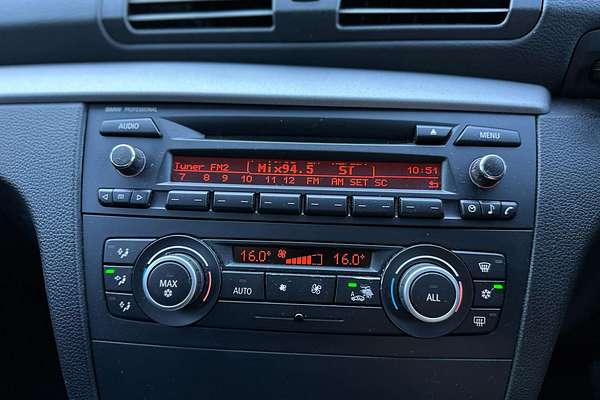 BMW PROFESSIONAL
AUDIO
MENU
Tuner FM2 [ Mix94.5 ] 10:51
7 8 9 10 11 12 FM AM SET SC
ST
16.0° 16.0°
MAX
AUTO
ALL